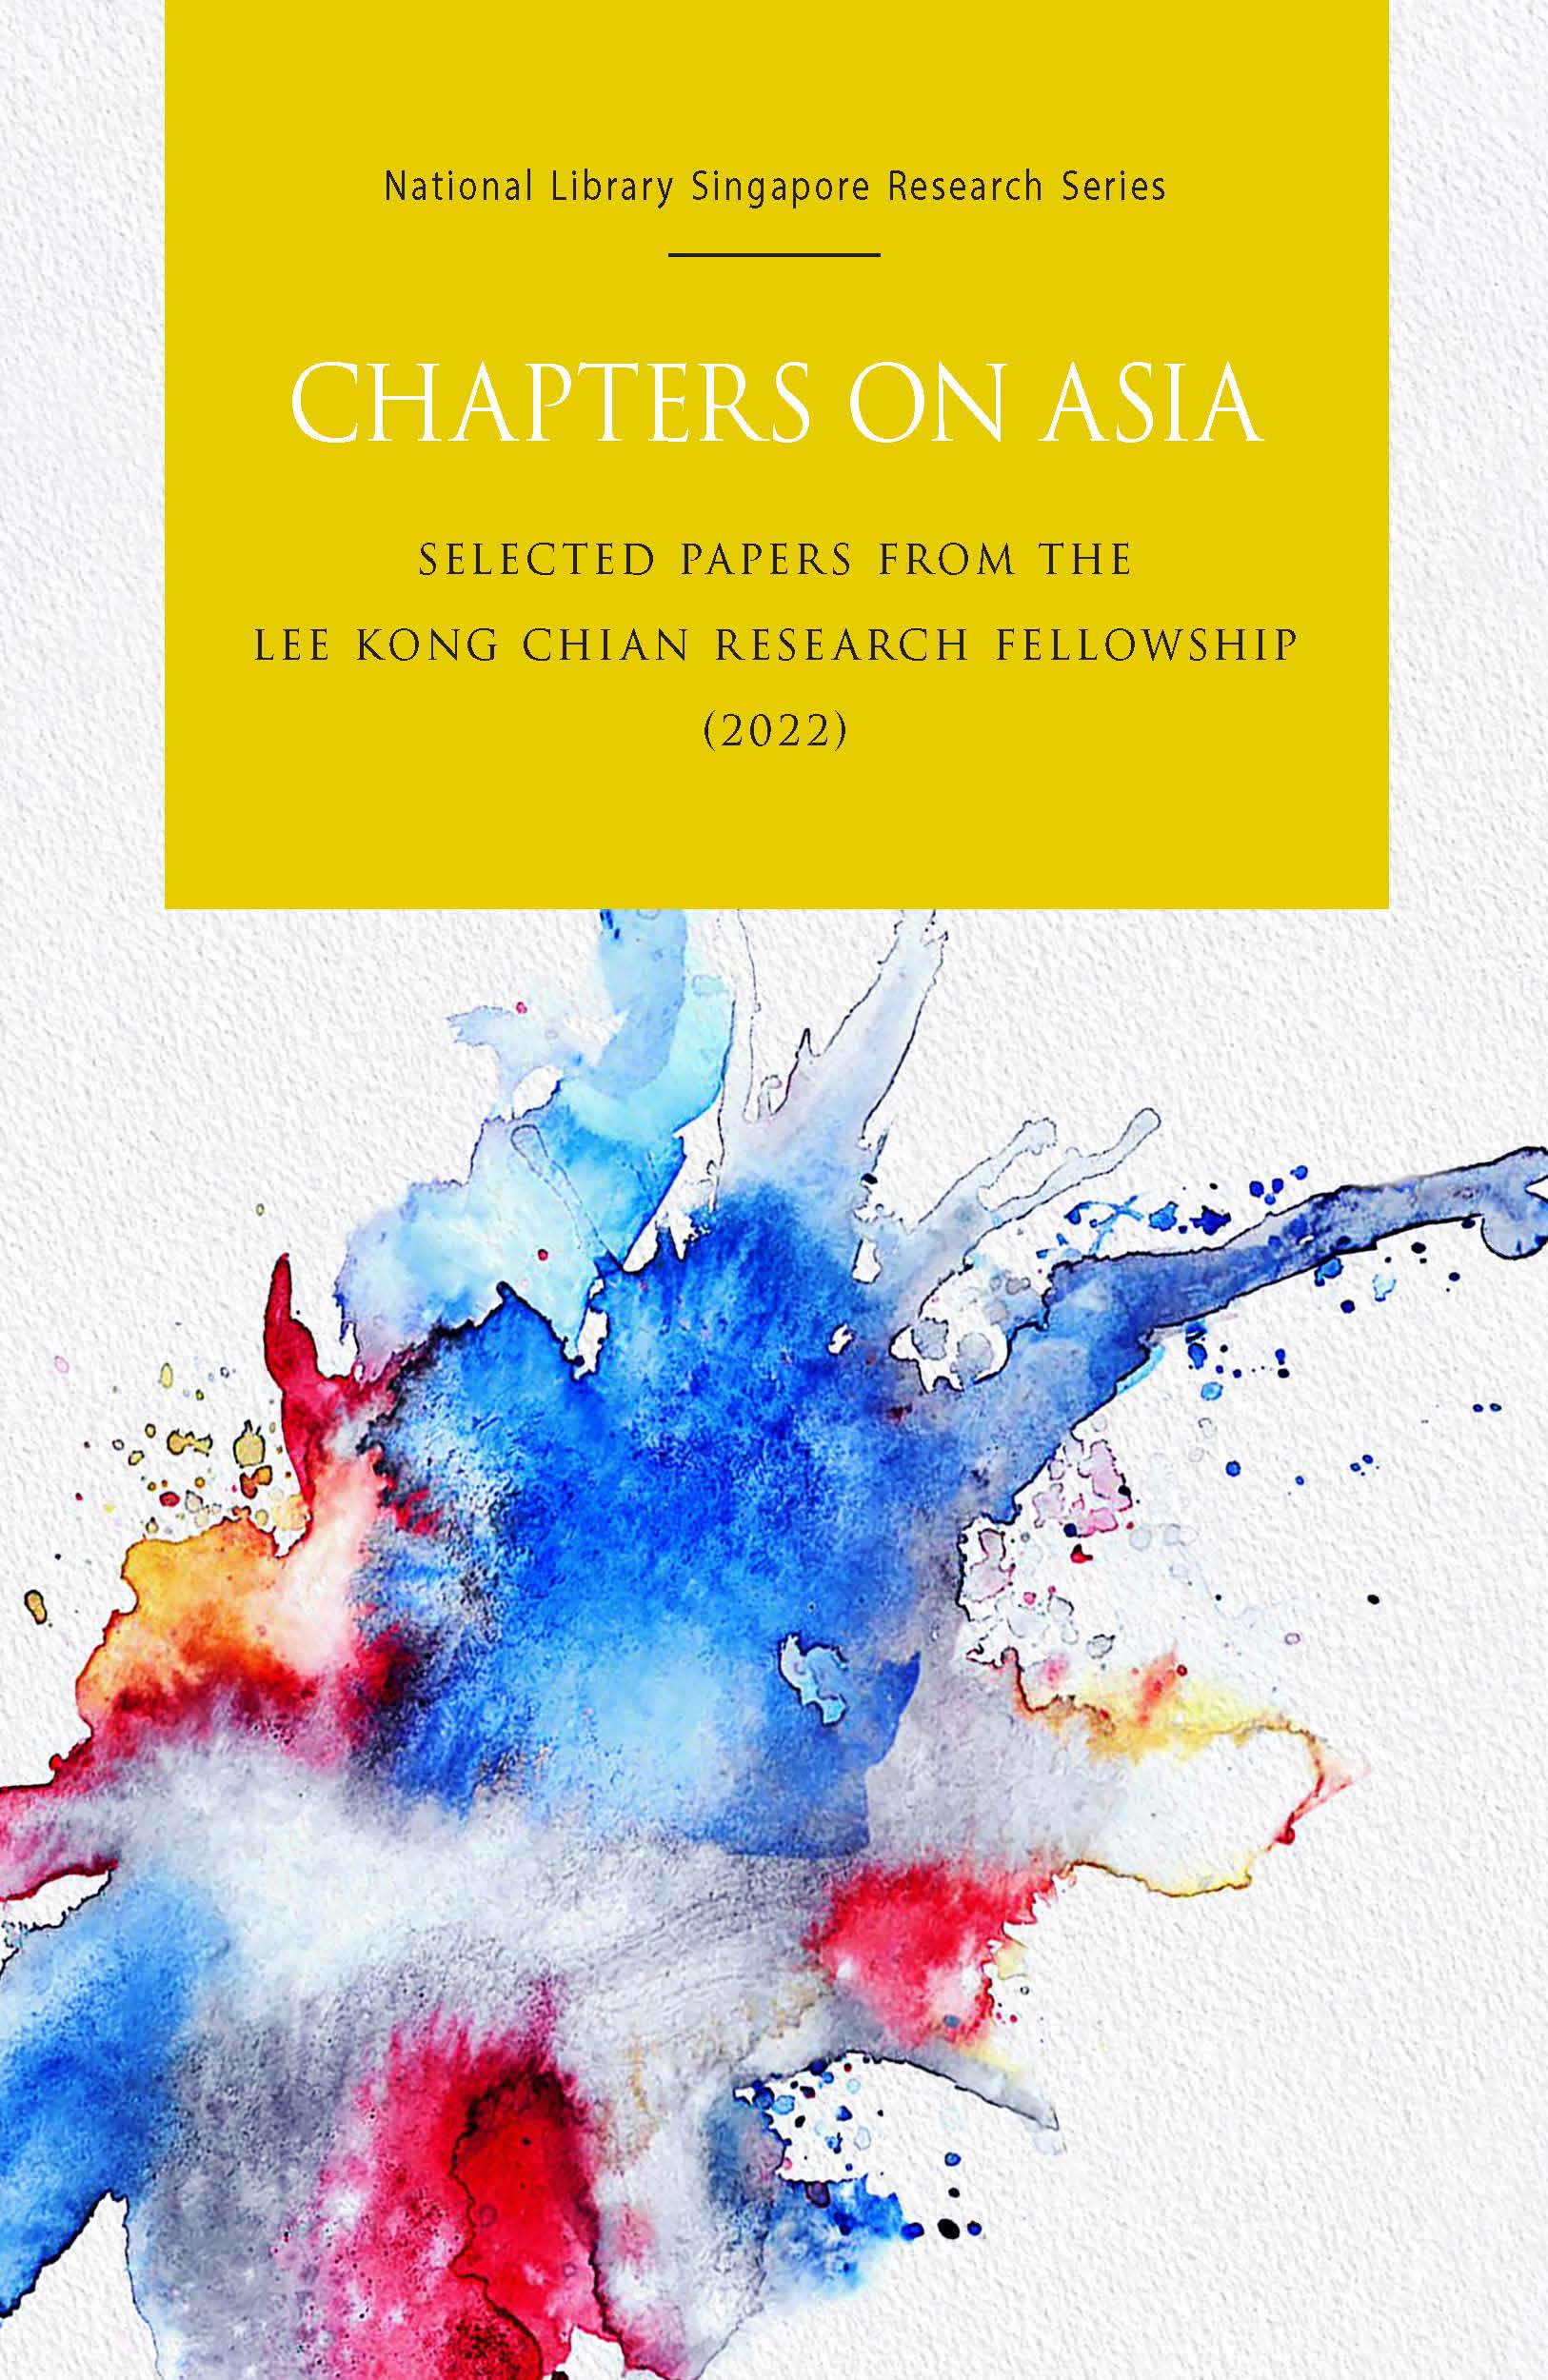 National Library Singapore Research Series
CHAPTERS ON ASIA
SELECTED PAPERS FROM THE
LEE KONG CHIAN RESEARCH FELLOWSHIP
(2022)